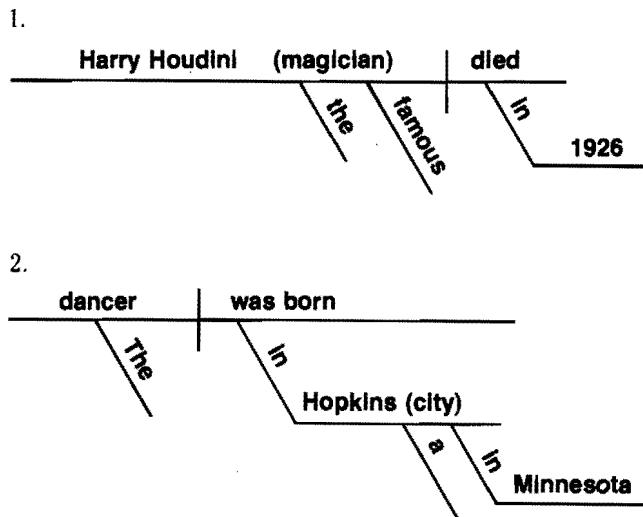 1.
Harry Houdini (magician) died
the famous in
1926
2.
dancer was born
The in
Hopkins (city)
a in
Minnesota